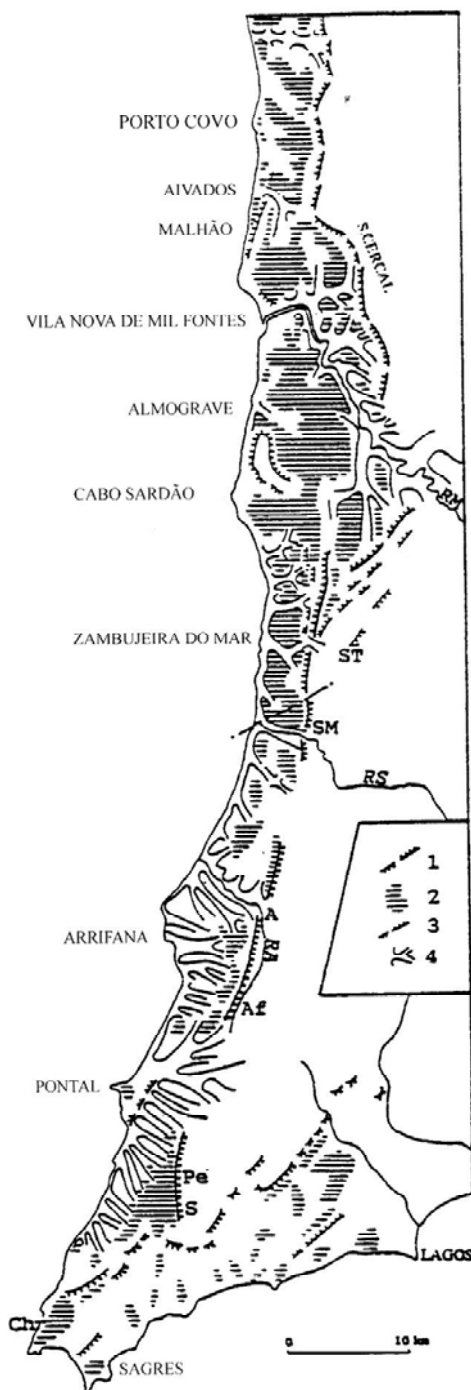 PORTO COVO
AIVADOS
MALHÃO
S.CERCAL
VILA NOVA DE MIL FONTES
ALMOGRAVE
CABO SARDÃO
RM
ZAMBUJEIRA DO MAR
ST
SM
RS
1
2
3
4
A
ARRIFANA
RA
Af
PONTAL
Pe
S
LAGOS
Ch
0 10 km
SAGRES